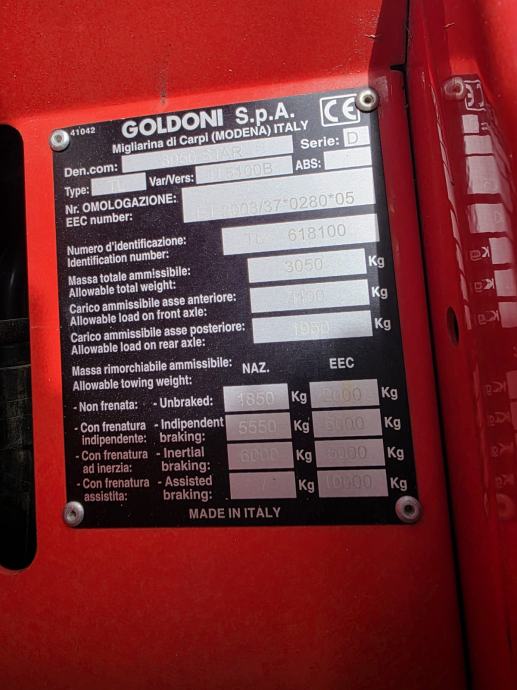 41042
GOLDONI S.p.A.
CE
Migliarina di Carpi (MODENA) ITALY
Den.com: 3050 STAR Serie: D
Type: Var/Vers: ABS:
Nr. OMOLOGAZIONE:
EEC number: 2003/37*0280*05
Numero d'identificazione:
Identification number: 618100
Massa totale ammissibile:
Allowable total weight: 3050 Kg
Carico ammissibile asse anteriore:
Allowable load on front axle: Kg
Carico ammissibile asse posteriore:
Allowable load on rear axle: 1950 Kg
Massa rimorchiabile ammissibile:
Allowable towing weight: NAZ. EEC
- Non frenata: - Unbraked: 1850 Kg Kg
- Con frenatura - Indipendent
indipendente: braking: 5550 Kg Kg
- Con frenatura - Inertial
ad inerzia: braking: 6000 Kg Kg
- Con frenatura - Assisted
assistita: braking: / Kg 10000 Kg
MADE IN ITALY